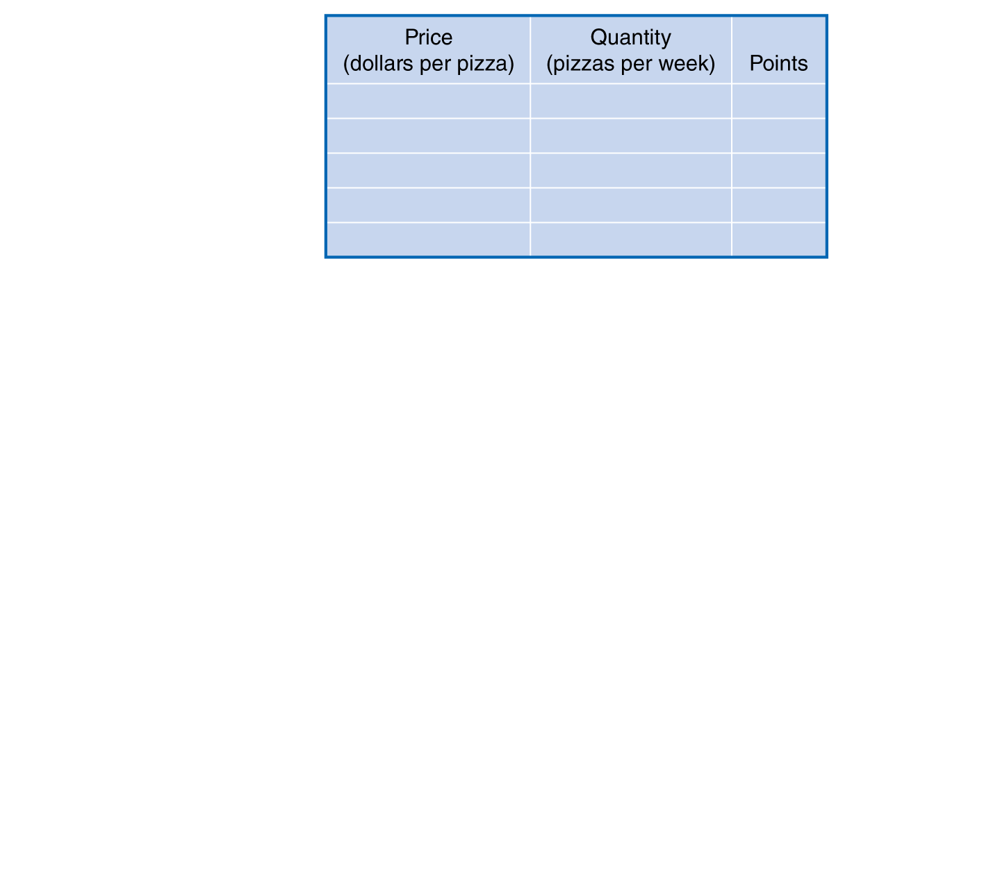 Price
(dollars per pizza)
Quantity
(pizzas per week)
Points